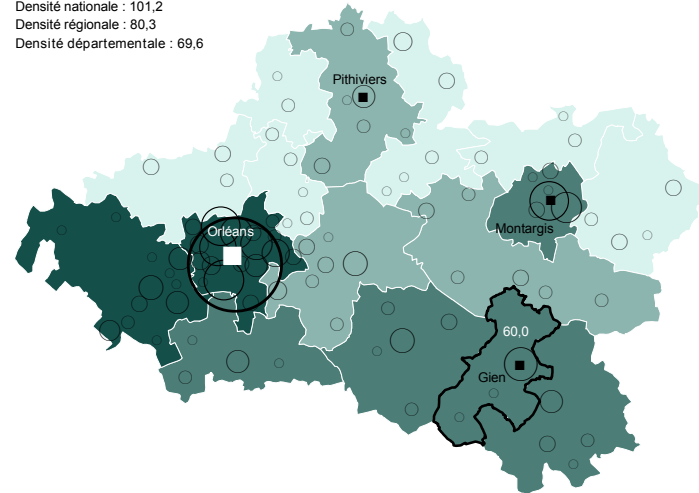 Densité nationale : 101,2
Densité régionale : 80,3
Densité départementale : 69,6
Pithiviers
Orléans
Montargis
60,0
Gien